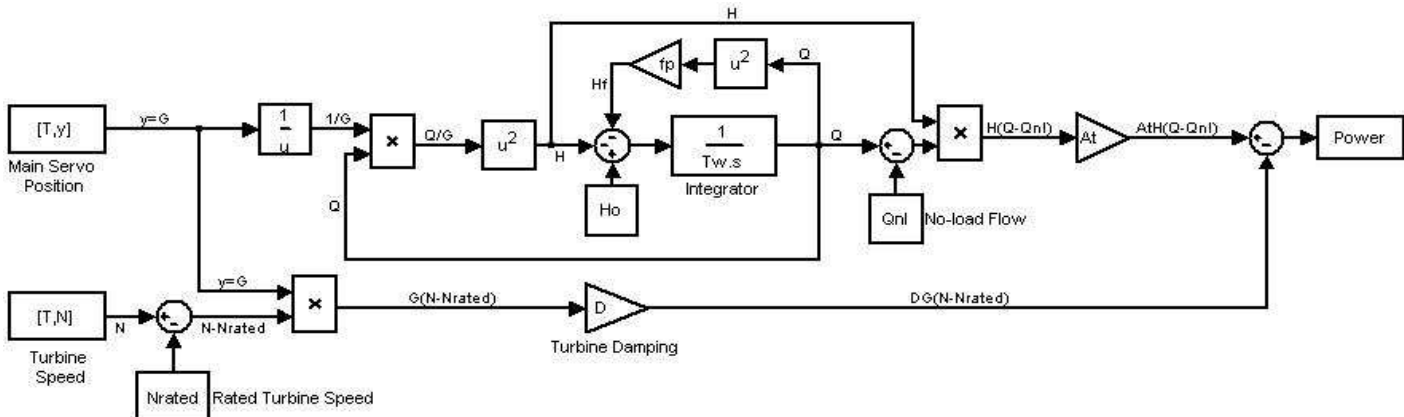 H
fp
u²
Q
Hf
[T,y]
y=G
1
u
1/G
×
Q/G
u²
H
1
Tw.s
Q
×
H(Q-Qnl)
At
AtH(Q-Qnl)
Power
Main Servo
Position
Integrator
Q
Ho
Qnl
No-load Flow
y=G
×
G(N-Nrated)
D
DG(N-Nrated)
[T,N]
N
N-Nrated
Turbine
Speed
Turbine Damping
Nrated
Rated Turbine Speed